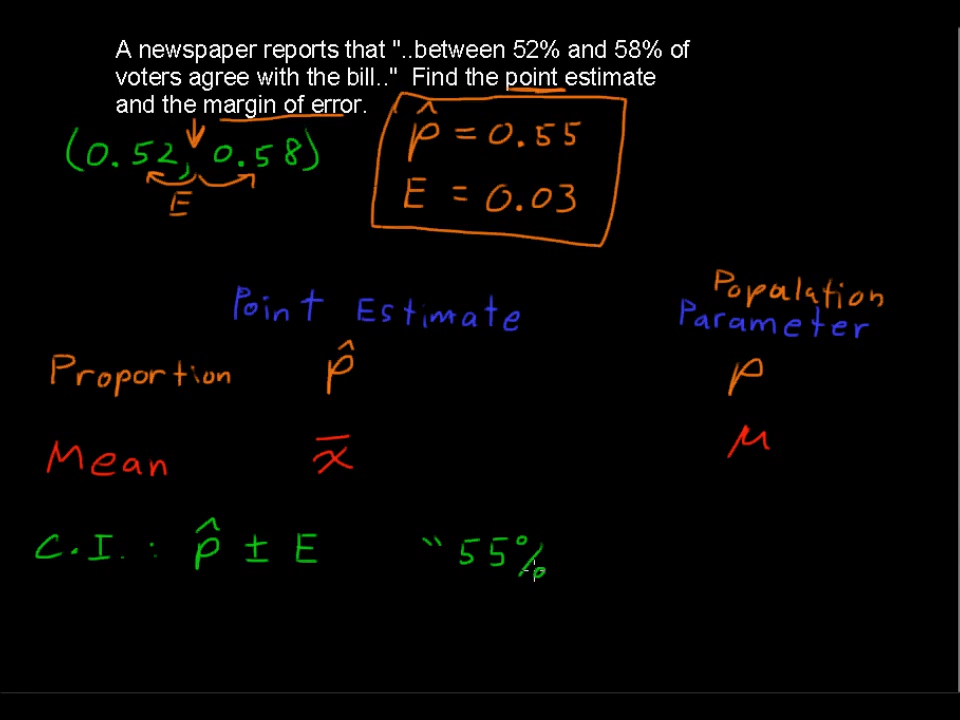 A newspaper reports that "..between 52% and 58% of
voters agree with the bill.." Find the point estimate
and the margin of error.
(0.52, 0.58)
E
p̂ = 0.55
E = 0.03
Point Estimate
Population
Parameter
Proportion p̂ p
Mean x̄ μ
C.I. : p̂ ± E " 55%